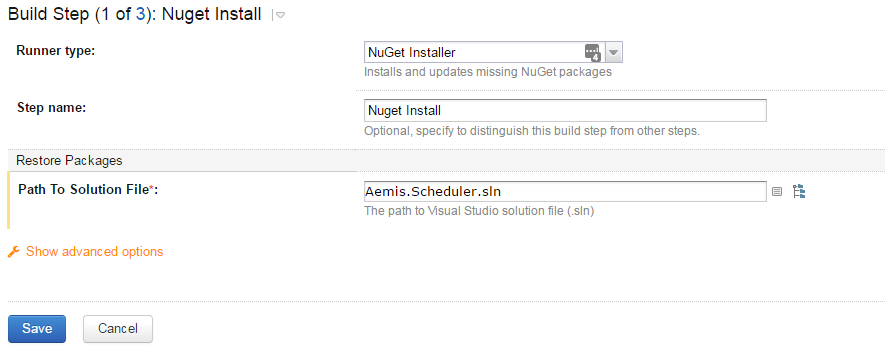 Build Step (1 of 3): Nuget Install
Runner type:
NuGet Installer
4
Installs and updates missing NuGet packages
Step name:
Nuget Install
Optional, specify to distinguish this build step from other steps.
Restore Packages
Path To Solution File*:
Aemis.Scheduler.sln
The path to Visual Studio solution file (.sln)
Show advanced options
Save Cancel